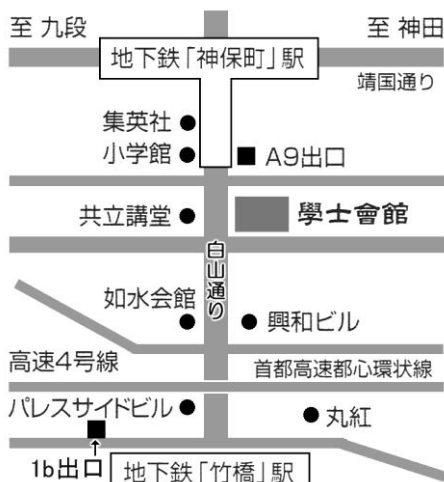 至 九段
至 神田
地下鉄「神保町」駅
靖国通り
集英社
小学館
A9出口
共立講堂
學士會館
白山通り
如水会館
興和ビル
高速4号線
首都高速都心環状線
パレスサイドビル
丸紅
1b出口
地下鉄「竹橋」駅